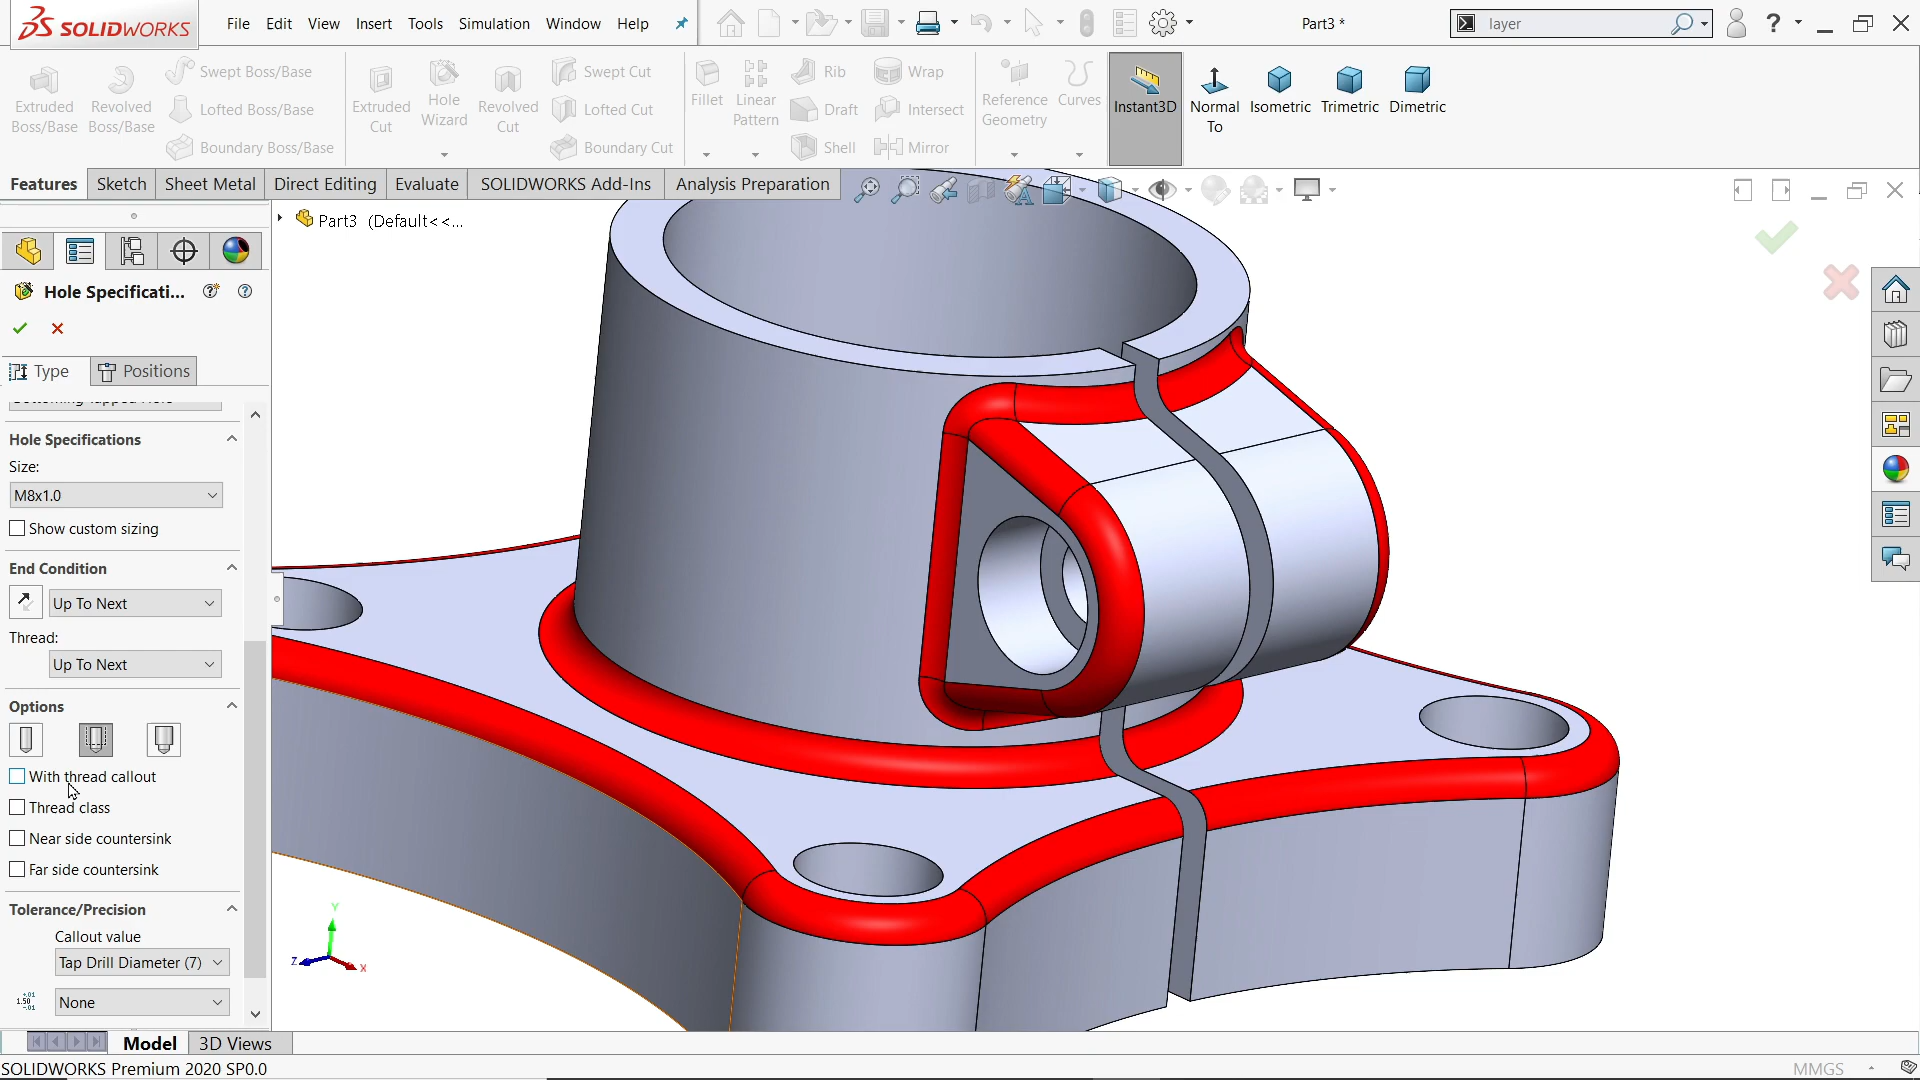 SOLIDWORKS
File Edit View Insert Tools Simulation Window Help
Part3 *
layer
?
Extruded Boss/Base
Revolved Boss/Base
Swept Boss/Base
Lofted Boss/Base
Boundary Boss/Base
Extruded Cut
Hole Wizard
Revolved Cut
Swept Cut
Lofted Cut
Boundary Cut
Fillet
Linear Pattern
Rib
Draft
Shell
Wrap
Intersect
Mirror
Reference Geometry
Curves
Instant3D
Normal To
Isometric
Trimetric
Dimetric
Features Sketch Sheet Metal Direct Editing Evaluate SOLIDWORKS Add-Ins Analysis Preparation
Part3 (Default<<...
Hole Specificati...
Type Positions
Hole Specifications
Size:
M8x1.0
Show custom sizing
End Condition
Up To Next
Thread:
Up To Next
Options
With thread callout
Thread class
Near side countersink
Far side countersink
Tolerance/Precision
Callout value
Tap Drill Diameter (7)
None
Y
Z
X
Model 3D Views
SOLIDWORKS Premium 2020 SP0.0
MMGS